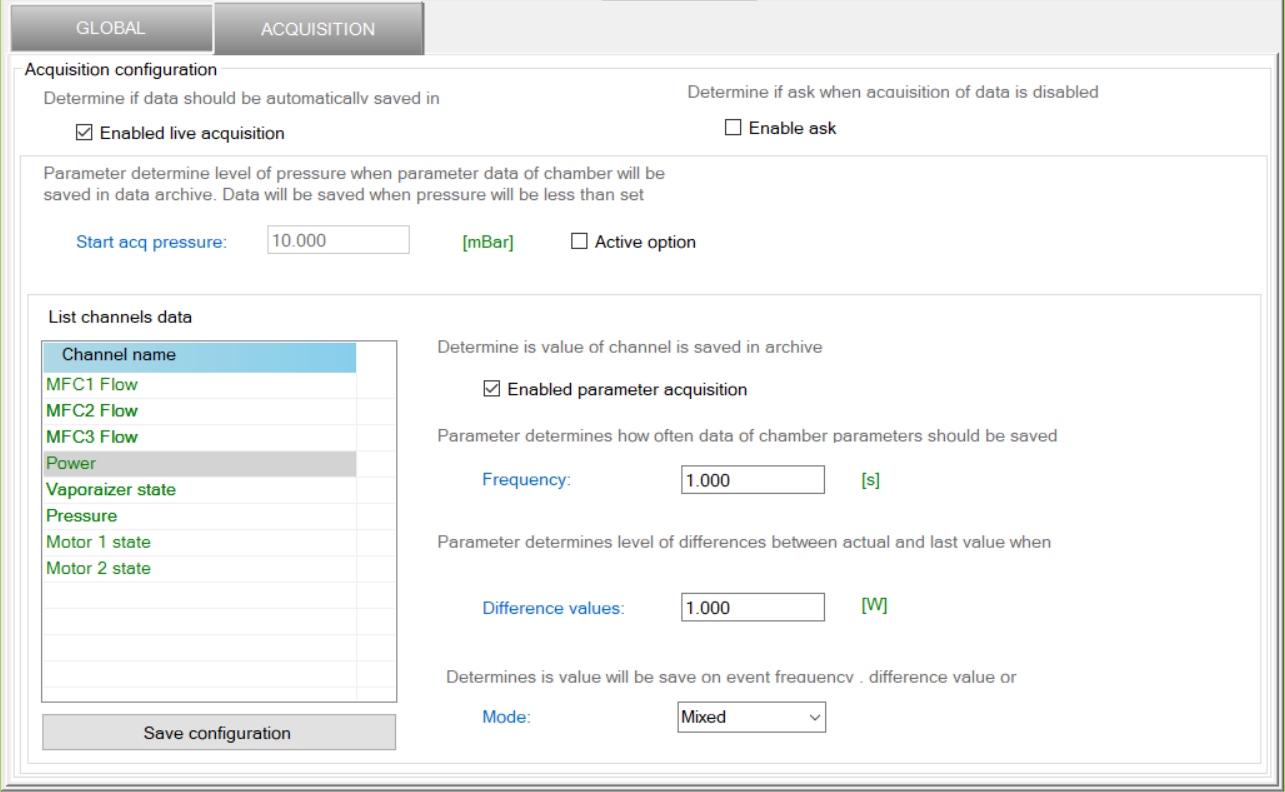 GLOBAL
ACQUISITION
Acquisition configuration
Determine if data should be automatically saved in
Enabled live acquisition
Determine if ask when acquisition of data is disabled
Enable ask
Parameter determine level of pressure when parameter data of chamber will be
saved in data archive. Data will be saved when pressure will be less than set
Start acq pressure:
10.000
[mBar]
Active option
List channels data
Channel name
MFC1 Flow
MFC2 Flow
MFC3 Flow
Power
Vaporaizer state
Pressure
Motor 1 state
Motor 2 state
Save configuration
Determine is value of channel is saved in archive
Enabled parameter acquisition
Parameter determines how often data of chamber parameters should be saved
Frequency:
1.000
[s]
Parameter determines level of differences between actual and last value when
Difference values:
1.000
[W]
Determines is value will be save on event frequency , difference value or
Mode:
Mixed